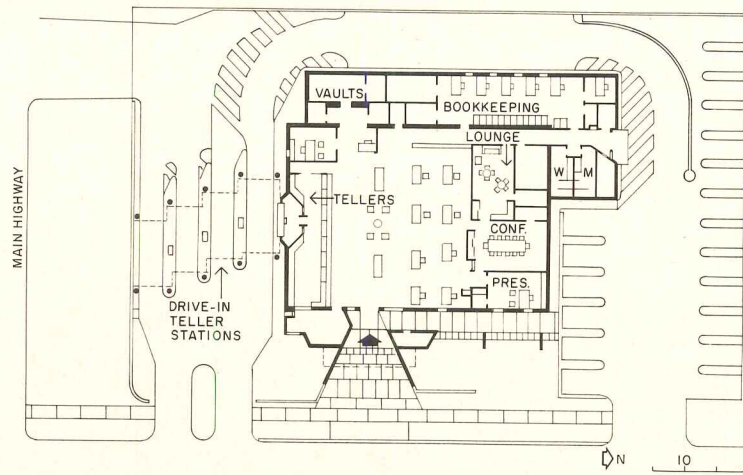 VAULTS
BOOKKEEPING
LOUNGE
W M
TELLERS
CONF.
PRES.
MAIN HIGHWAY
DRIVE-IN
TELLER
STATIONS
N
10